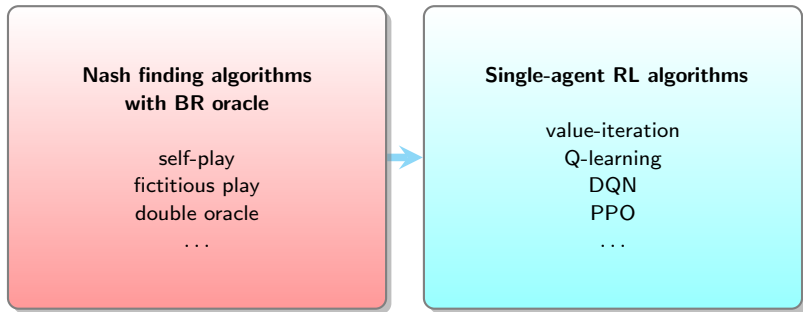 Nash finding algorithms
with BR oracle
self-play
fictitious play
double oracle
...
Single-agent RL algorithms
value-iteration
Q-learning
DQN
PPO
...